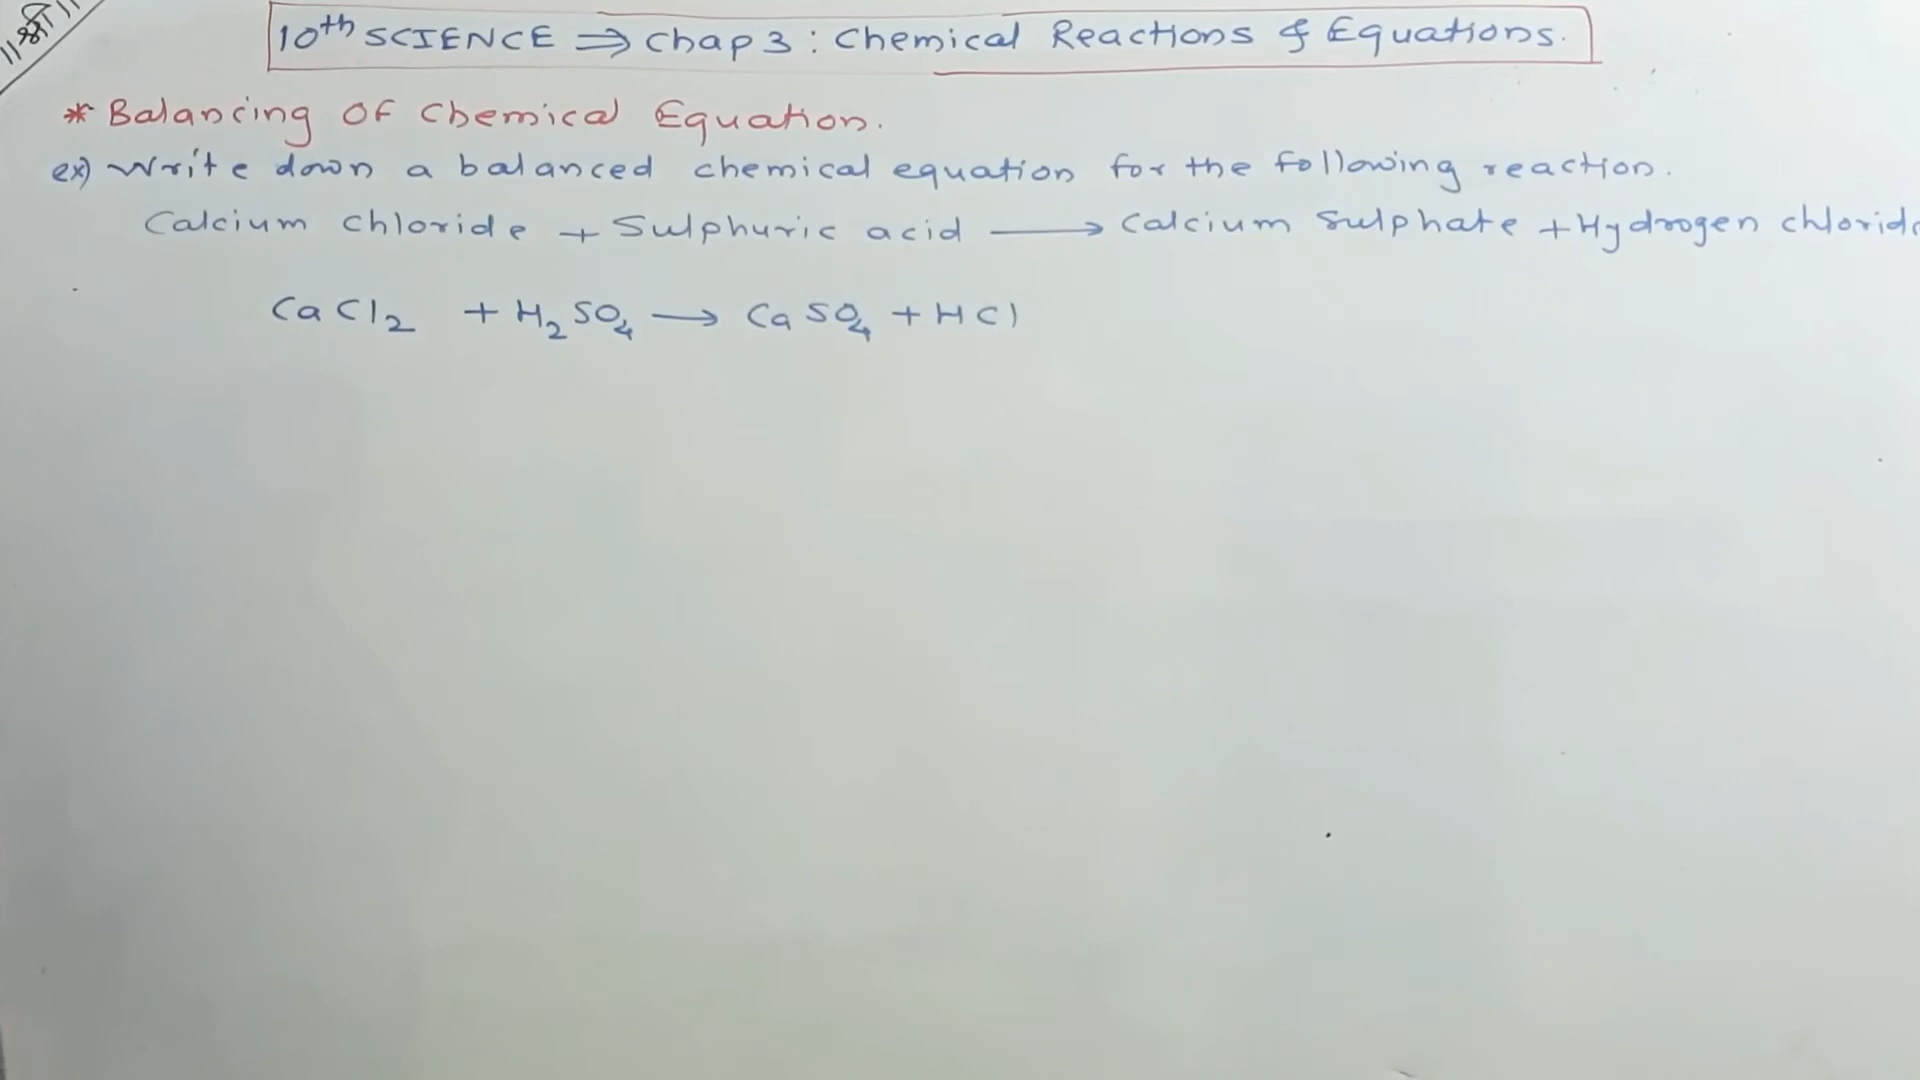 ॥श्री॥
10th SCIENCE ⇒ Chap 3 : Chemical Reactions & Equations.
* Balancing OF Chemical Equation.
ex) Write down a balanced chemical equation for the following reaction.
Calcium chloride + Sulphuric acid ⟶ Calcium Sulphate + Hydrogen chloride
CaCl₂ + H₂SO₄ ⟶ CaSO₄ + HCl